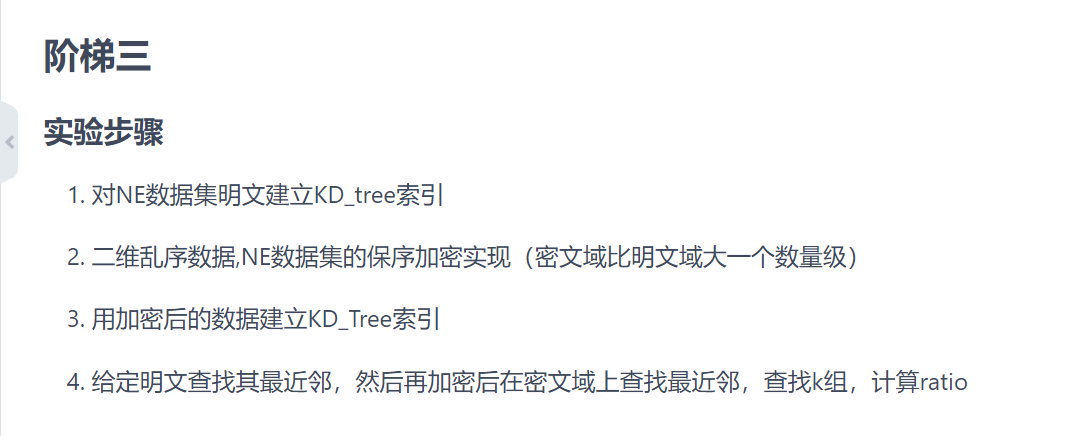 阶梯三
实验步骤
1. 对NE数据集明文建立KD_tree索引
2. 二维乱序数据,NE数据集的保序加密实现（密文域比明文域大一个数量级）
3. 用加密后的数据建立KD_Tree索引
4. 给定明文查找其最近邻，然后再加密后在密文域上查找最近邻，查找k组，计算ratio